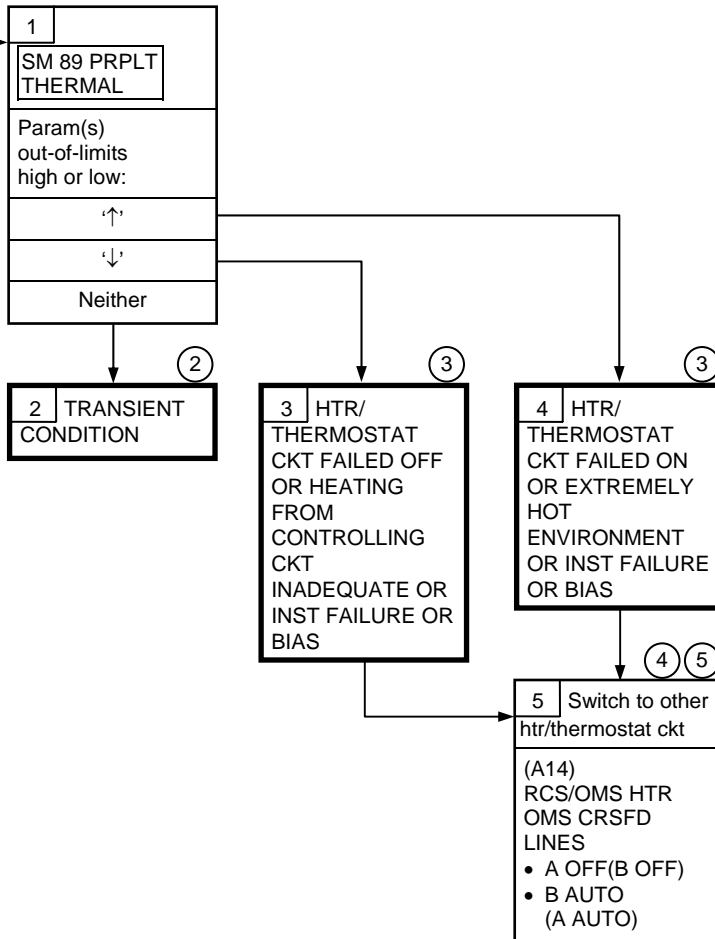 1
SM 89 PRPLT
THERMAL
Param(s)
out-of-limits
high or low:
‘↑’
‘↓’
Neither
2
2 TRANSIENT
CONDITION
3
3 HTR/
THERMOSTAT
CKT FAILED OFF
OR HEATING
FROM
CONTROLLING
CKT
INADEQUATE OR
INST FAILURE OR
BIAS
3
4 HTR/
THERMOSTAT
CKT FAILED ON
OR EXTREMELY
HOT
ENVIRONMENT
OR INST FAILURE
OR BIAS
4 5
5 Switch to other
htr/thermostat ckt
(A14)
RCS/OMS HTR
OMS CRSFD
LINES
• A OFF(B OFF)
• B AUTO
(A AUTO)